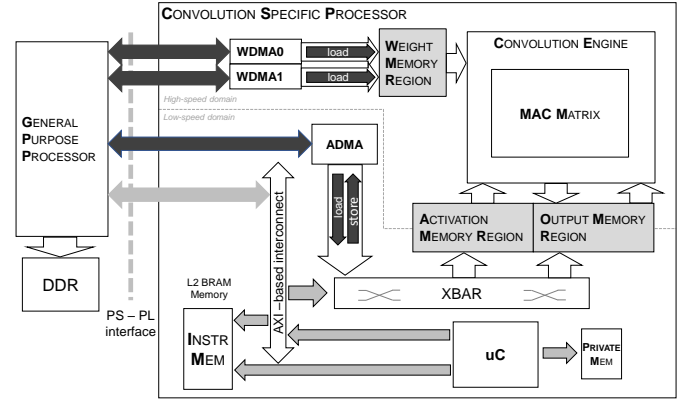 CONVOLUTION SPECIFIC PROCESSOR
WDMA0
load
WDMA1
load
WEIGHT
MEMORY
REGION
CONVOLUTION ENGINE
MAC MATRIX
High-speed domain
Low-speed domain
GENERAL
PURPOSE
PROCESSOR
ADMA
load
store
ACTIVATION
MEMORY REGION
OUTPUT MEMORY
REGION
AXI –based interconnect
DDR
L2 BRAM
Memory
XBAR
PS – PL
interface
INSTR
MEM
uC
PRIVATE
MEM